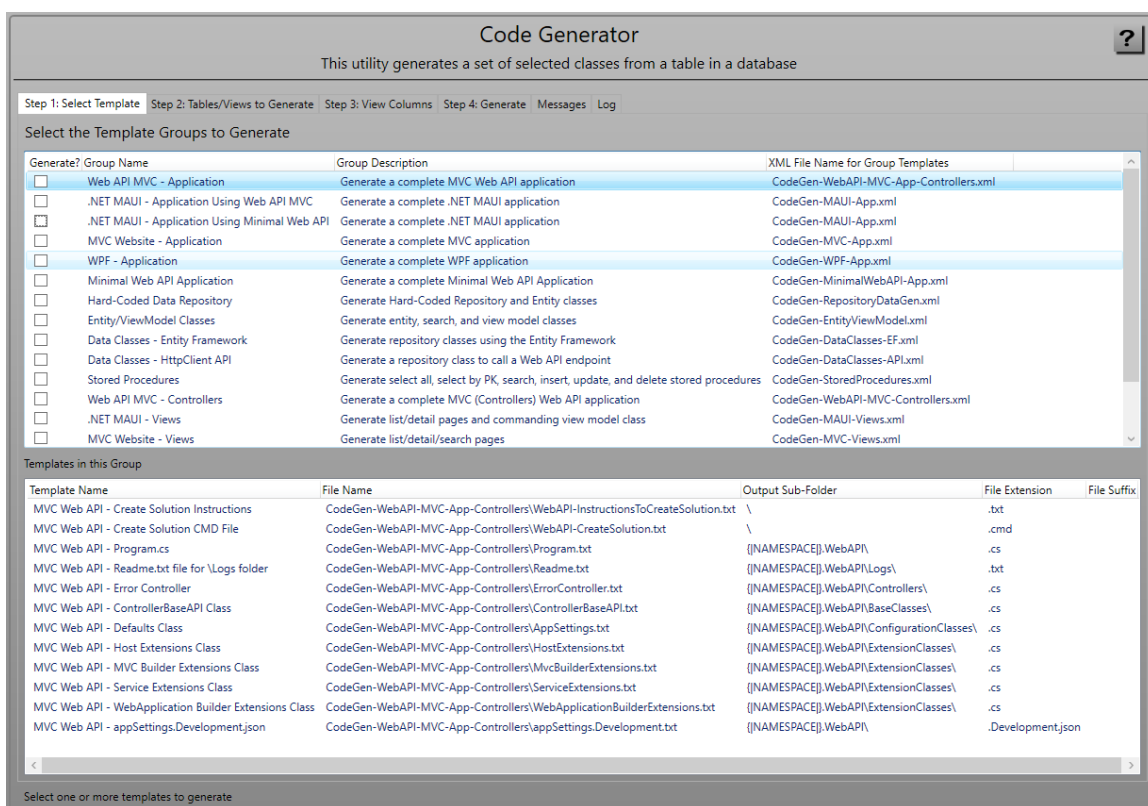 Code Generator
?
This utility generates a set of selected classes from a table in a database
Step 1: Select Template Step 2: Tables/Views to Generate Step 3: View Columns Step 4: Generate Messages Log
Select the Template Groups to Generate
Generate? Group Name Group Description XML File Name for Group Templates
Web API MVC - Application Generate a complete MVC Web API application CodeGen-WebAPI-MVC-App-Controllers.xml
.NET MAUI - Application Using Web API MVC Generate a complete .NET MAUI application CodeGen-MAUI-App.xml
.NET MAUI - Application Using Minimal Web API Generate a complete .NET MAUI application CodeGen-MAUI-App.xml
MVC Website - Application Generate a complete MVC application CodeGen-MVC-App.xml
WPF - Application Generate a complete WPF application CodeGen-WPF-App.xml
Minimal Web API Application Generate a complete Minimal Web API Application CodeGen-MinimalWebAPI-App.xml
Hard-Coded Data Repository Generate Hard-Coded Repository and Entity classes CodeGen-RepositoryDataGen.xml
Entity/ViewModel Classes Generate entity, search, and view model classes CodeGen-EntityViewModel.xml
Data Classes - Entity Framework Generate repository classes using the Entity Framework CodeGen-DataClasses-EF.xml
Data Classes - HttpClient API Generate a repository class to call a Web API endpoint CodeGen-DataClasses-API.xml
Stored Procedures Generate select all, select by PK, search, insert, update, and delete stored procedures CodeGen-StoredProcedures.xml
Web API MVC - Controllers Generate a complete MVC (Controllers) Web API application CodeGen-WebAPI-MVC-Controllers.xml
.NET MAUI - Views Generate list/detail pages and commanding view model class CodeGen-MAUI-Views.xml
MVC Website - Views Generate list/detail/search pages CodeGen-MVC-Views.xml
Templates in this Group
Template Name File Name Output Sub-Folder File Extension File Suffix
MVC Web API - Create Solution Instructions CodeGen-WebAPI-MVC-App-Controllers\WebAPI-InstructionsToCreateSolution.txt \ .txt
MVC Web API - Create Solution CMD File CodeGen-WebAPI-MVC-App-Controllers\WebAPI-CreateSolution.txt \ .cmd
MVC Web API - Program.cs CodeGen-WebAPI-MVC-App-Controllers\Program.txt {|NAMESPACE|}.WebAPI\ .cs
MVC Web API - Readme.txt file for \Logs folder CodeGen-WebAPI-MVC-App-Controllers\Readme.txt {|NAMESPACE|}.WebAPI\Logs\ .txt
MVC Web API - Error Controller CodeGen-WebAPI-MVC-App-Controllers\ErrorController.txt {|NAMESPACE|}.WebAPI\Controllers\ .cs
MVC Web API - ControllerBaseAPI Class CodeGen-WebAPI-MVC-App-Controllers\ControllerBaseAPI.txt {|NAMESPACE|}.WebAPI\BaseClasses\ .cs
MVC Web API - Defaults Class CodeGen-WebAPI-MVC-App-Controllers\AppSettings.txt {|NAMESPACE|}.WebAPI\ConfigurationClasses\ .cs
MVC Web API - Host Extensions Class CodeGen-WebAPI-MVC-App-Controllers\HostExtensions.txt {|NAMESPACE|}.WebAPI\ExtensionClasses\ .cs
MVC Web API - MVC Builder Extensions Class CodeGen-WebAPI-MVC-App-Controllers\MvcBuilderExtensions.txt {|NAMESPACE|}.WebAPI\ExtensionClasses\ .cs
MVC Web API - Service Extensions Class CodeGen-WebAPI-MVC-App-Controllers\ServiceExtensions.txt {|NAMESPACE|}.WebAPI\ExtensionClasses\ .cs
MVC Web API - WebApplication Builder Extensions Class CodeGen-WebAPI-MVC-App-Controllers\WebApplicationBuilderExtensions.txt {|NAMESPACE|}.WebAPI\ExtensionClasses\ .cs
MVC Web API - appSettings.Development.json CodeGen-WebAPI-MVC-App-Controllers\appSettings.Development.txt {|NAMESPACE|}.WebAPI\ .Development.json
Select one or more templates to generate